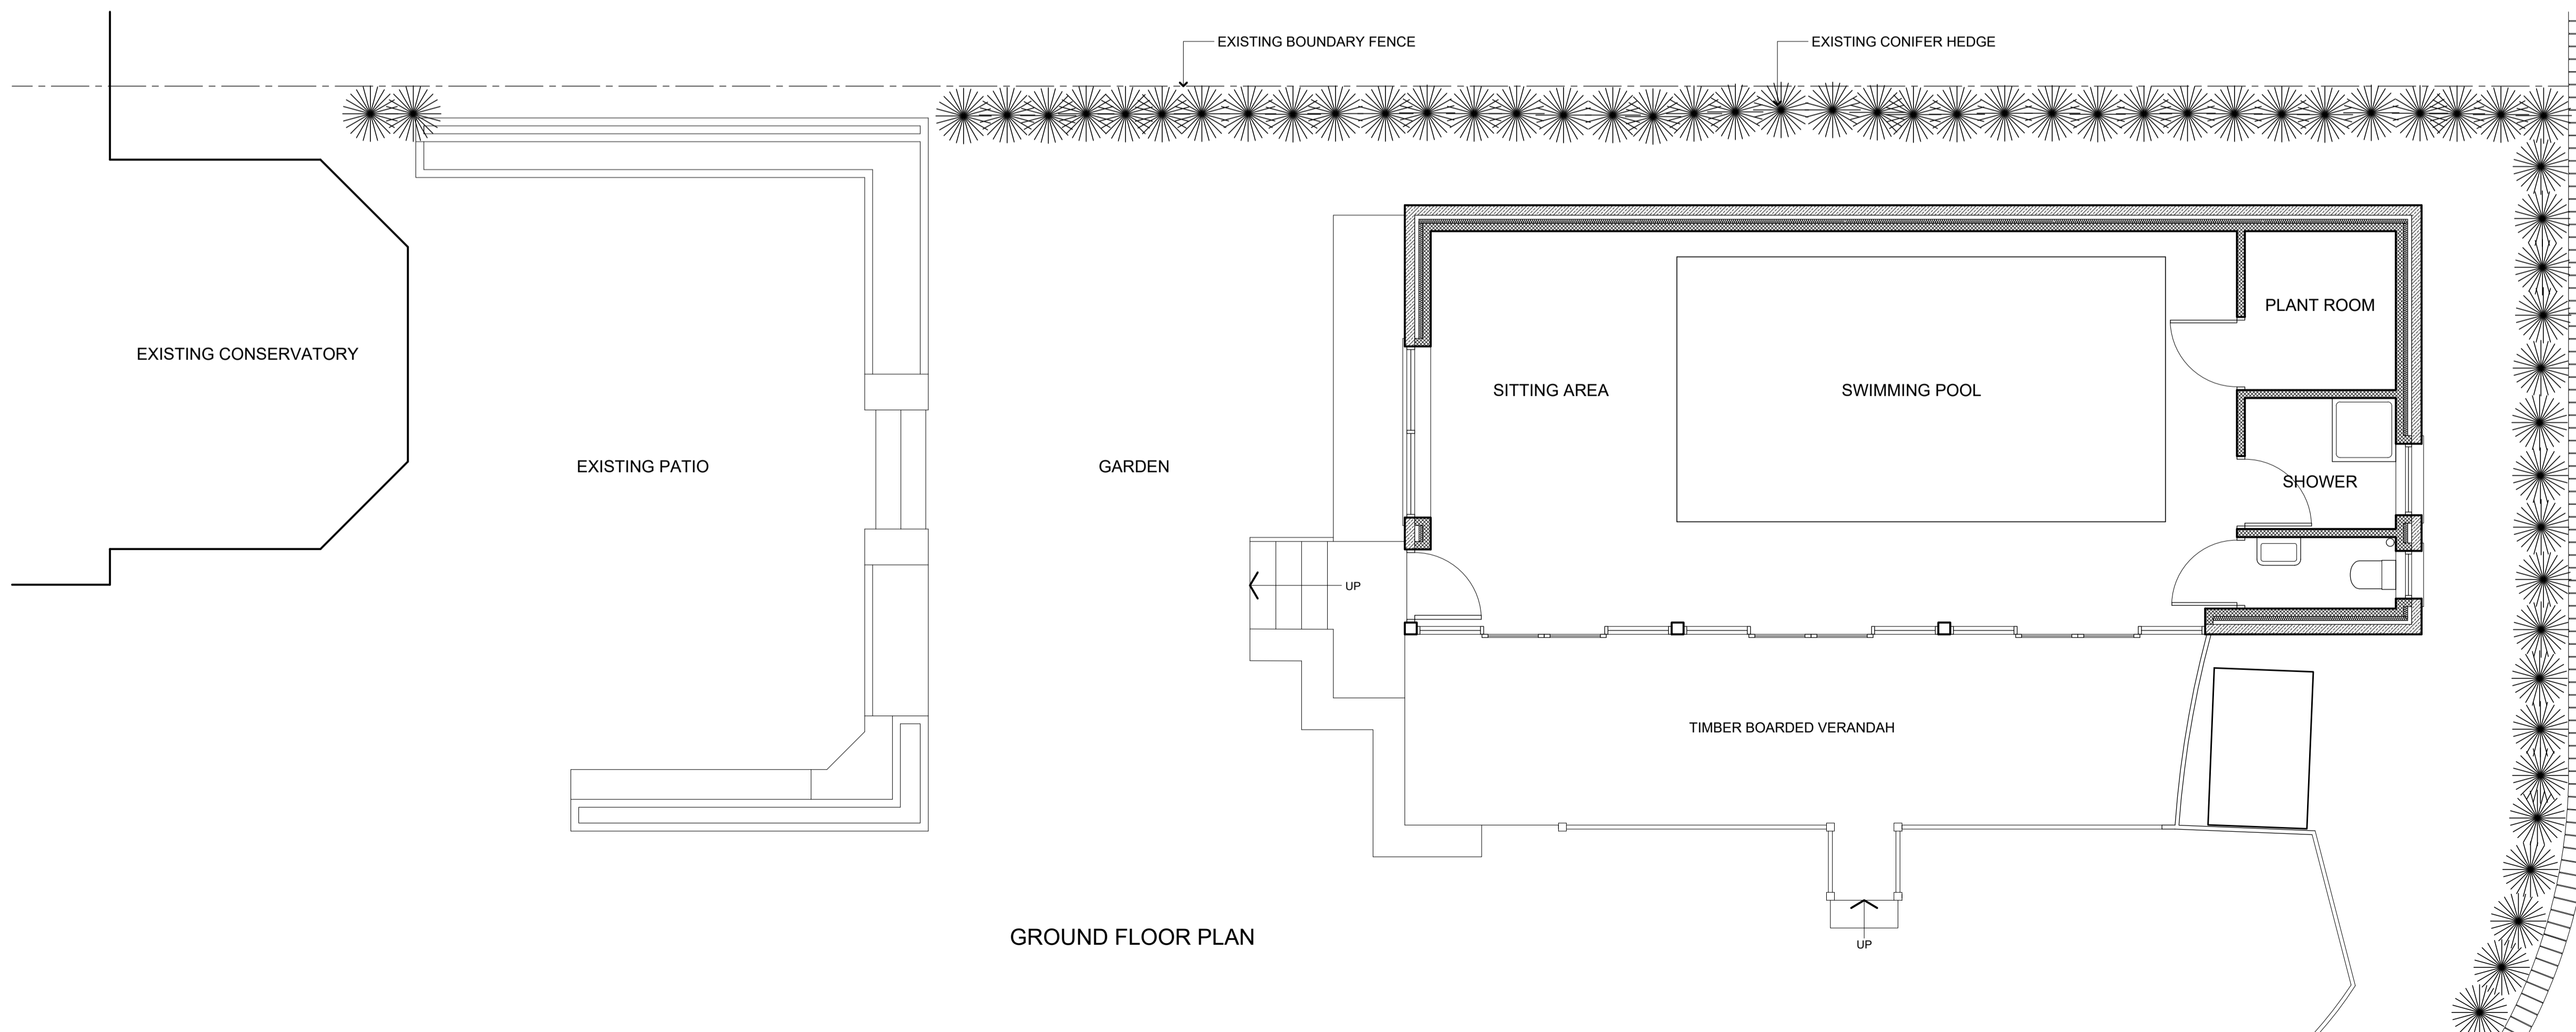 EXISTING BOUNDARY FENCE
EXISTING CONIFER HEDGE
PLANT ROOM
EXISTING CONSERVATORY
SITTING AREA
SWIMMING POOL
EXISTING PATIO
GARDEN
SHOWER
UP
TIMBER BOARDED VERANDAH
GROUND FLOOR PLAN
UP